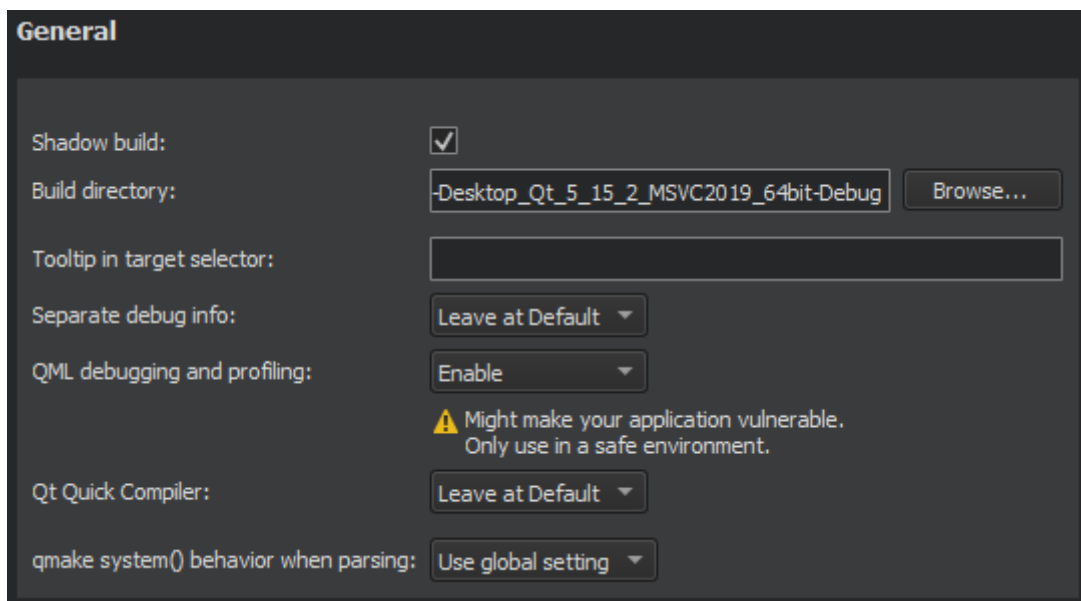 General
Shadow build:
Build directory: -Desktop_Qt_5_15_2_MSVC2019_64bit-Debug Browse...
Tooltip in target selector:
Separate debug info: Leave at Default
QML debugging and profiling: Enable
Might make your application vulnerable.
Only use in a safe environment.
Qt Quick Compiler: Leave at Default
qmake system() behavior when parsing: Use global setting